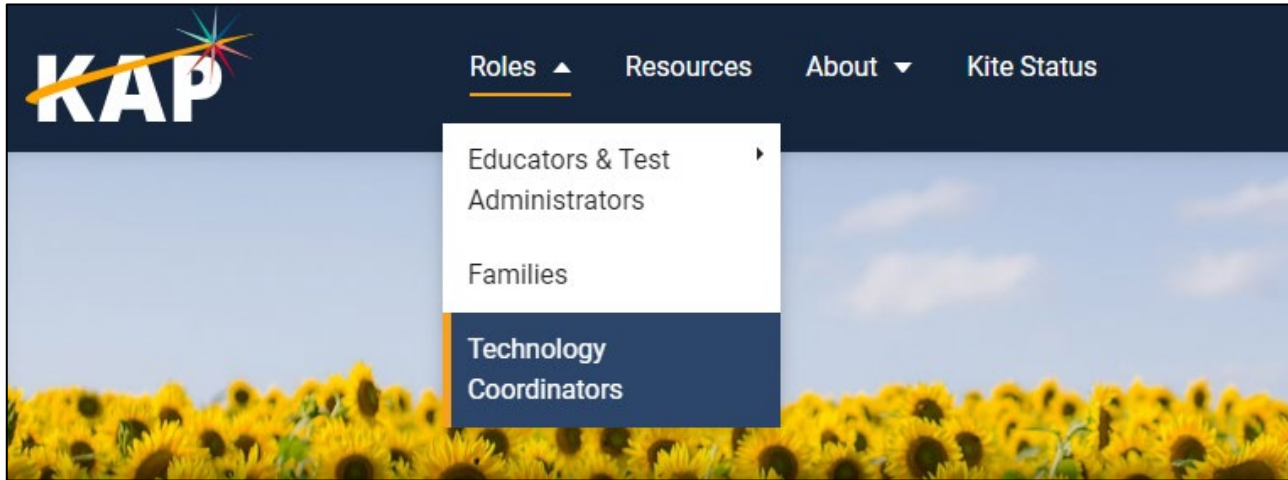 KAP
Roles Resources About Kite Status
Educators & Test
Administrators
Families
Technology
Coordinators